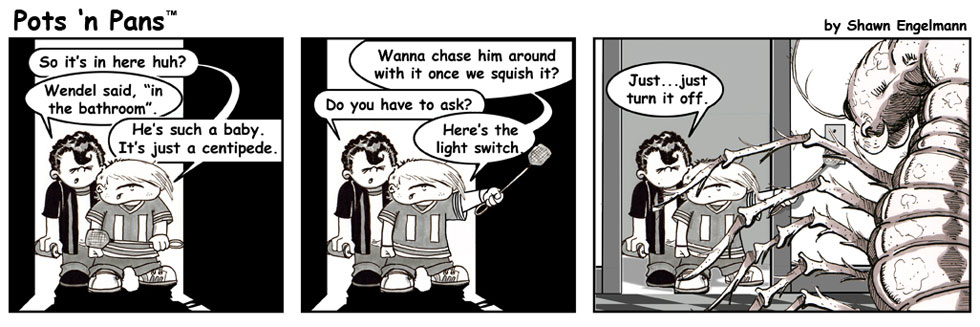 Pots 'n Pans™
by Shawn Engelmann
So it's in here huh?
Wendel said, "in
the bathroom".
He's such a baby.
It's just a centipede.
Wanna chase him around
with it once we squish it?
Do you have to ask?
Here's the
light switch.
Just...just
turn it off.